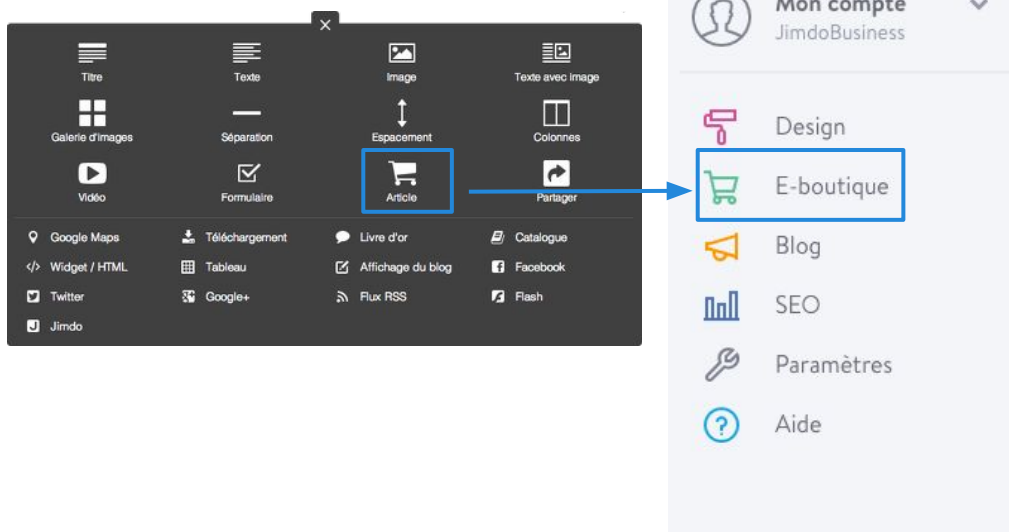 Titre
Texte
Image
Texte avec image
Galerie d'images
Séparation
Espacement
Colonnes
Vidéo
Formulaire
Article
Partager
Google Maps
Téléchargement
Livre d'or
Catalogue
Widget / HTML
Tableau
Affichage du blog
Facebook
Twitter
Google+
Flux RSS
Flash
Jimdo
Mon compte
JimdoBusiness
Design
E-boutique
Blog
SEO
Paramètres
Aide